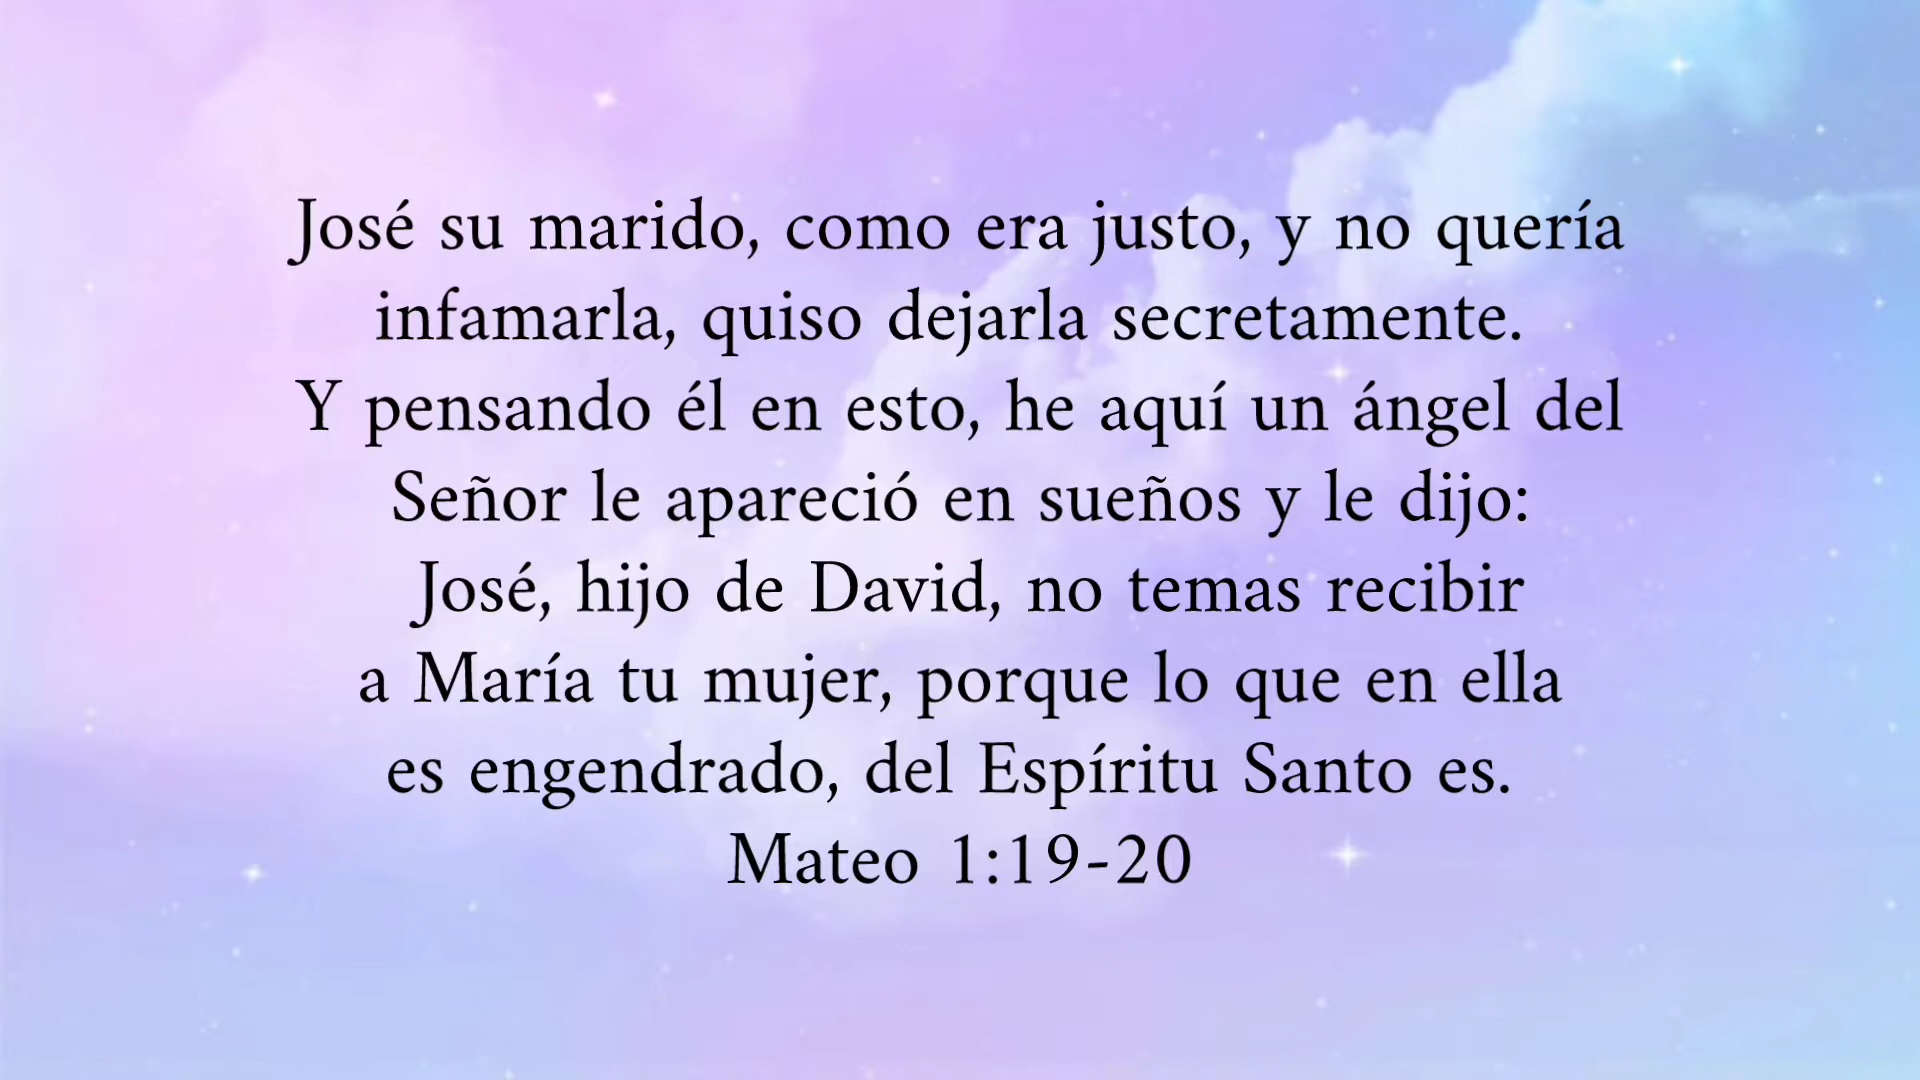 José su marido, como era justo, y no quería
infamarla, quiso dejarla secretamente.
Y pensando él en esto, he aquí un ángel del
Señor le apareció en sueños y le dijo:
José, hijo de David, no temas recibir
a María tu mujer, porque lo que en ella
es engendrado, del Espíritu Santo es.
Mateo 1:19-20